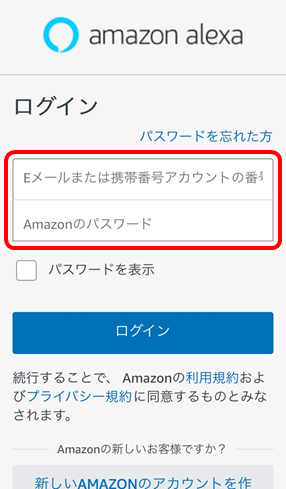 amazon alexa
ログイン
パスワードを忘れた方
Eメールまたは携帯番号アカウントの番
Amazonのパスワード
パスワードを表示
ログイン
続行することで、Amazonの利用規約およ
びプライバシー規約に同意するものとみな
されます。
Amazonの新しいお客様ですか？
新しいAMAZONのアカウントを作